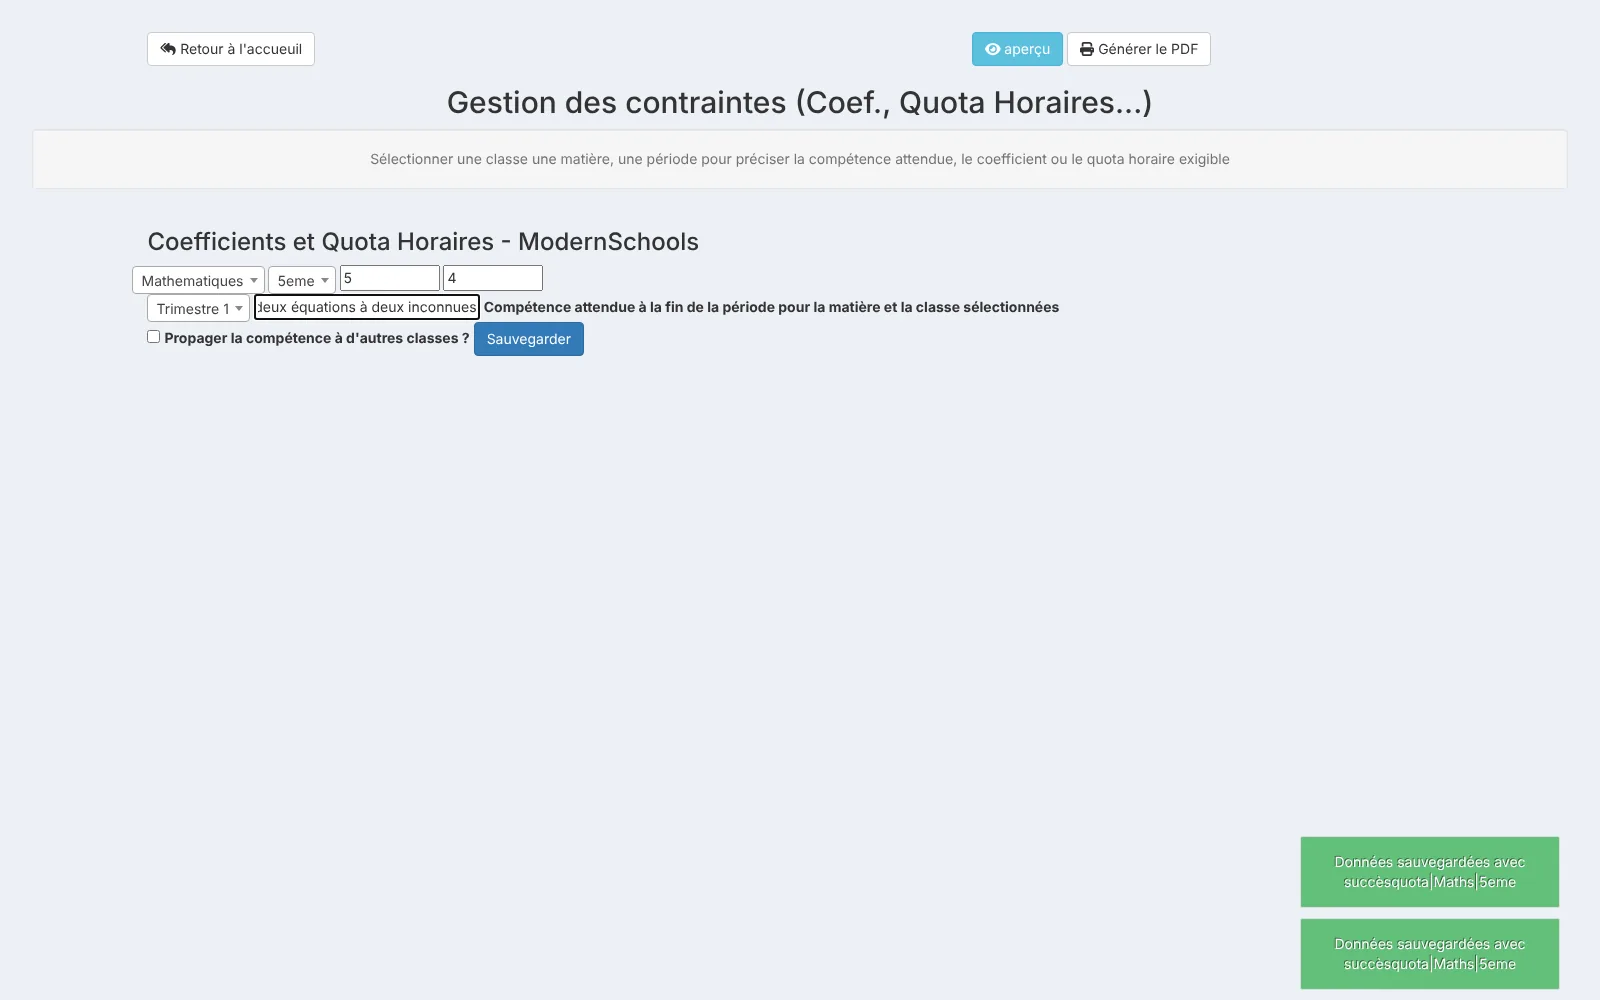 Retour à l'accueuil
aperçu
Générer le PDF
Gestion des contraintes (Coef., Quota Horaires...)
Sélectionner une classe une matière, une période pour préciser la compétence attendue, le coefficient ou le quota horaire exigible
Coefficients et Quota Horaires - ModernSchools
Mathematiques 5eme 5 4
Trimestre 1 deux équations à deux inconnues Compétence attendue à la fin de la période pour la matière et la classe sélectionnées
Propager la compétence à d'autres classes ? Sauvegarder
Données sauvegardées avec
succèsquota|Maths|5eme
Données sauvegardées avec
succèsquota|Maths|5eme